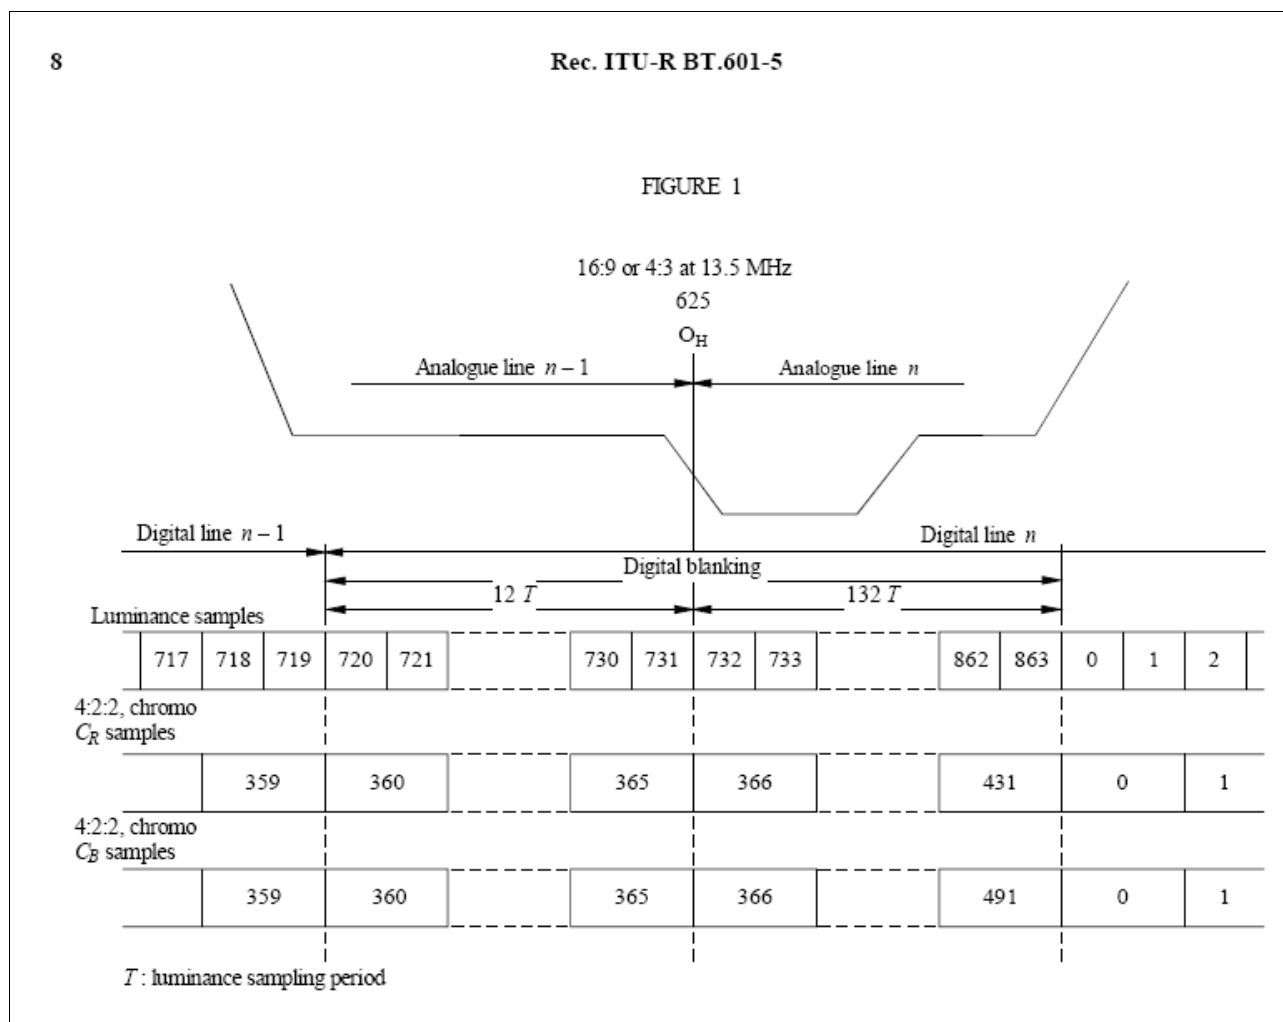 8 Rec. ITU-R BT.601-5
FIGURE 1
16:9 or 4:3 at 13.5 MHz
625
O_H
Analogue line n – 1 Analogue line n
Digital line n – 1 Digital line n
Digital blanking
12 T 132 T
Luminance samples
717 718 719 720 721 730 731 732 733 862 863 0 1 2
4:2:2, chromo
C_R samples
359 360 365 366 431 0 1
4:2:2, chromo
C_B samples
359 360 365 366 491 0 1
T : luminance sampling period